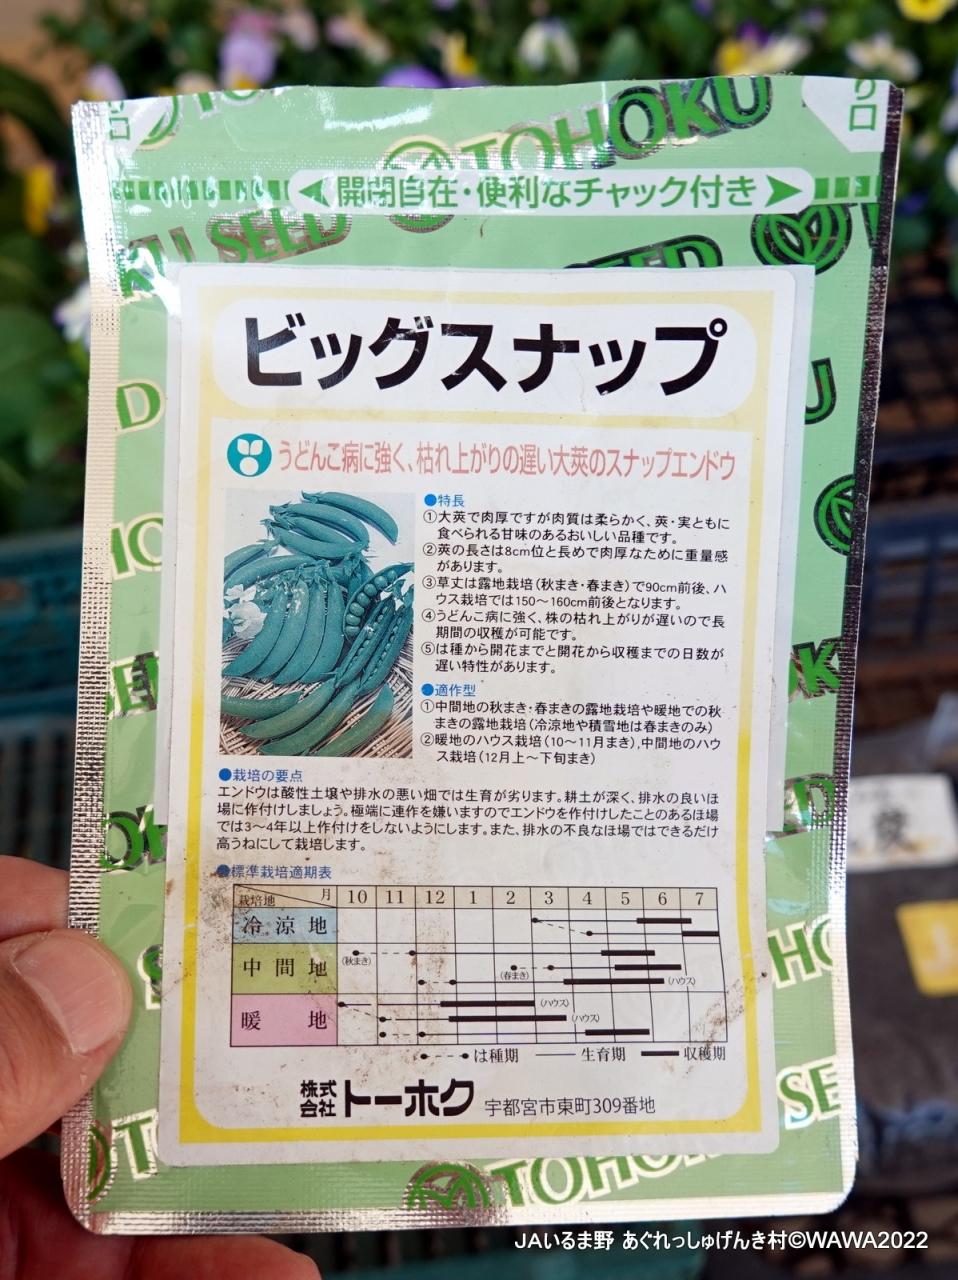 TOHOKU
開閉自在・便利なチャック付き
SEED
ビッグスナップ
うどんこ病に強く、枯れ上がりの遅い大莢のスナップエンドウ
●特長
①大莢で肉厚ですが肉質は柔らかく、莢・実ともに
食べられる甘味のあるおいしい品種です。
②莢の長さは8cm位と長めで肉厚なために重量感
があります。
③草丈は露地栽培（秋まき・春まき）で90cm前後、ハ
ウス栽培では150〜160cm前後となります。
④うどんこ病に強く、株の枯れ上がりが遅いので長
期間の収穫が可能です。
⑤は種から開花までと開花から収穫までの日数が
遅い特性があります。
●適作型
①中間地の秋まき・春まきの露地栽培や暖地での秋
まきの露地栽培（冷涼地や積雪地は春まきのみ）
②暖地のハウス栽培（10〜11月まき）,中間地のハウ
ス栽培（12月上〜下旬まき）
●栽培の要点
エンドウは酸性土壌や排水の悪い畑では生育が劣ります。耕土が深く、排水の良いほ
場に作付けしましょう。極端に連作を嫌いますのでエンドウを作付けしたことのあるほ場
では3〜4年以上作付けをしないようにします。また、排水の不良なほ場ではできるだけ
高うねにして栽培します。
●標準栽培適期表
栽培地 月 10 11 12 1 2 3 4 5 6 7
冷涼地
中間地 （秋まき） （春まき） （ハウス）
暖地 （ハウス） （ハウス）
は種期 生育期 収穫期
株式会社 トーホク 宇都宮市東町309番地
TOHOKU SEED
JAいるま野 あぐれっしゅげんき村©WAWA2022